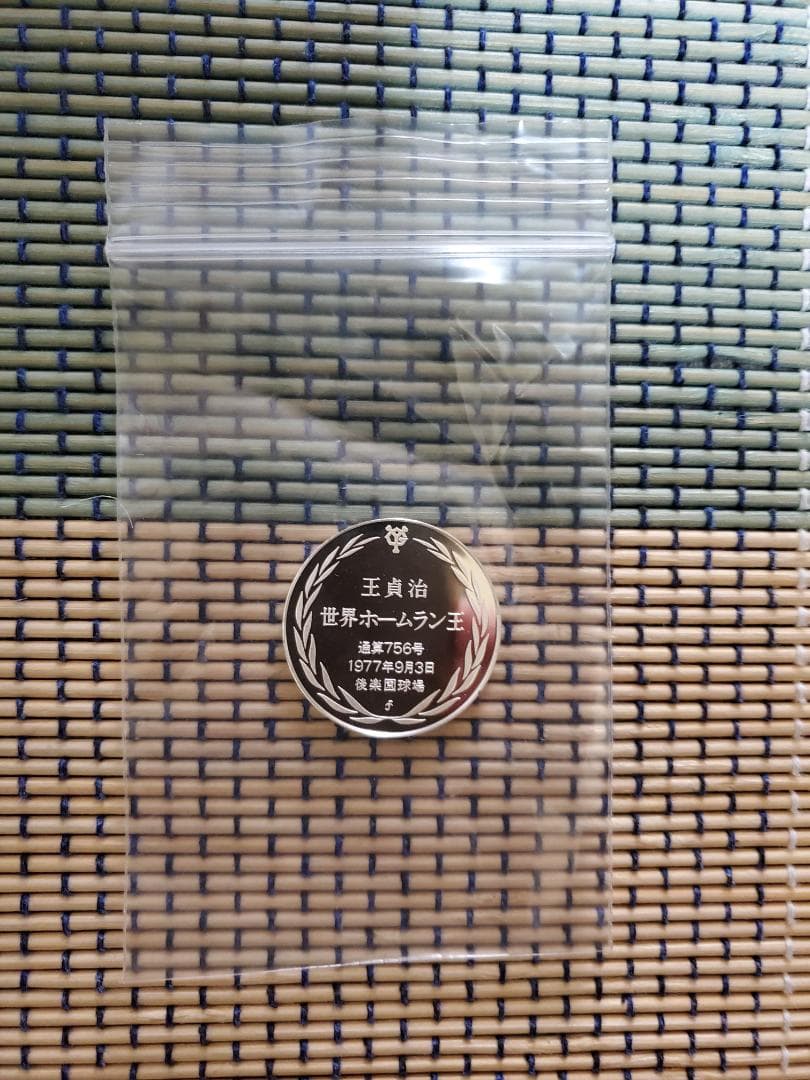 YG
王貞治
世界ホームラン王
通算756号
1977年9月3日
後楽園球場